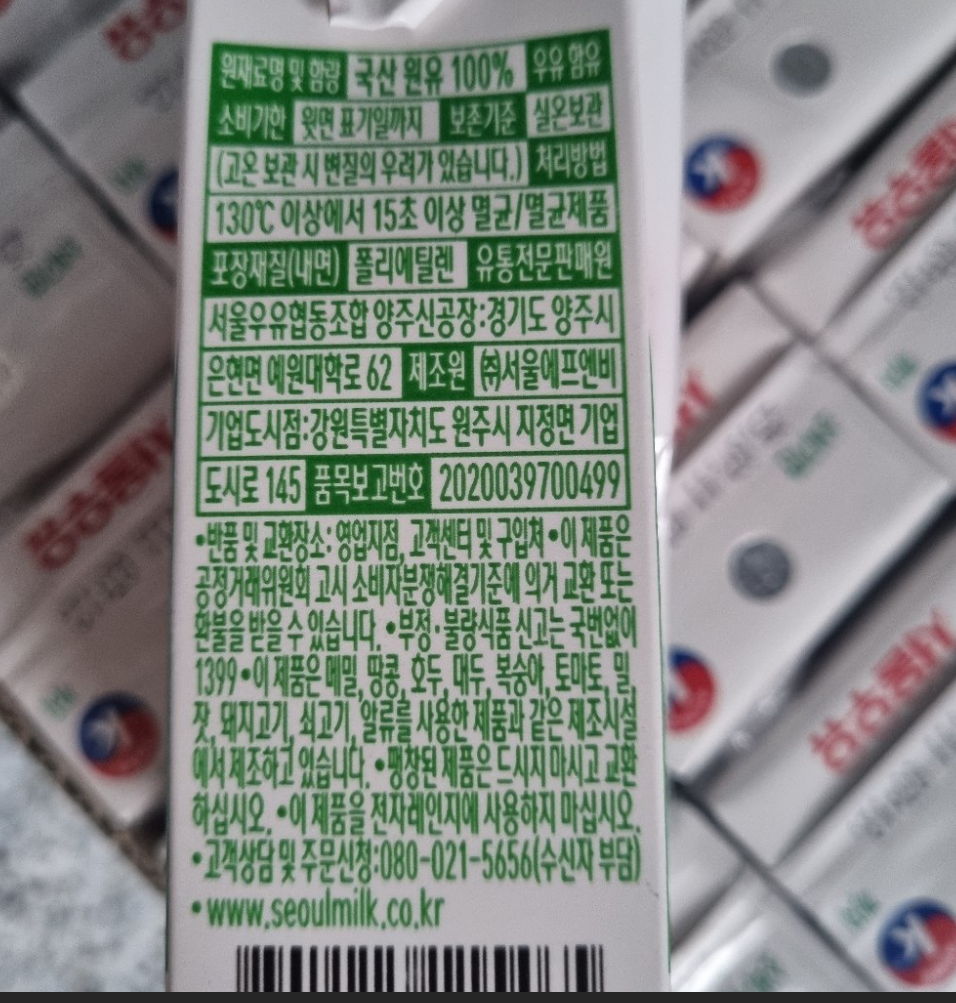 원재료명 및 함량 국산 원유 100% 우유 함유
소비기한 윗면 표기일까지 보존기준 실온보관
(고온 보관 시 변질의 우려가 있습니다.) 처리방법
130℃ 이상에서 15초 이상 멸균/멸균제품
포장재질(내면) 폴리에틸렌 유통전문판매원
서울우유협동조합 양주신공장:경기도 양주시
은현면 예원대학로 62 제조원 ㈜서울에프엔비
기업도시점:강원특별자치도 원주시 지정면 기업
도시로 145 품목보고번호 2020039700499
•반품 및 교환장소: 영업지점, 고객센터 및 구입처 •이 제품은
공정거래위원회 고시 소비자분쟁해결기준에 의거 교환 또는
환불을 받을 수 있습니다. •부정·불량식품 신고는 국번없이
1399 •이 제품은 메밀, 땅콩, 호두, 대두, 복숭아, 토마토, 밀,
잣, 돼지고기, 쇠고기, 알류를 사용한 제품과 같은 제조시설
에서 제조하고 있습니다. •팽창된 제품은 드시지 마시고 교환
하십시오. •이 제품을 전자레인지에 사용하지 마십시오.
•고객상담 및 주문신청:080-021-5656(수신자 부담)
•www.seoulmilk.co.kr